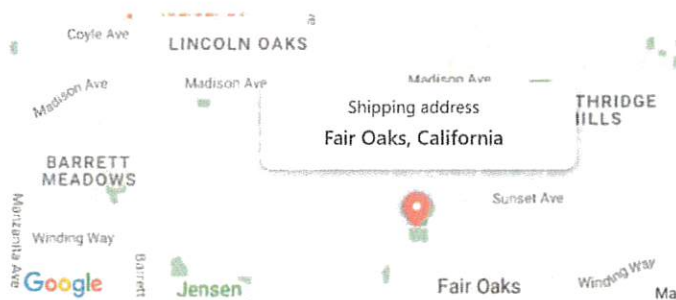 Coyle Ave
LINCOLN OAKS
Madison Ave
Madison Ave
Madison Ave
Shipping address
Fair Oaks, California
THRIDGE
HILLS
BARRETT
MEADOWS
Manzanita Ave
Sunset Ave
Winding Way
Barrett
Google
Jensen
Fair Oaks
Winding Way
Ma